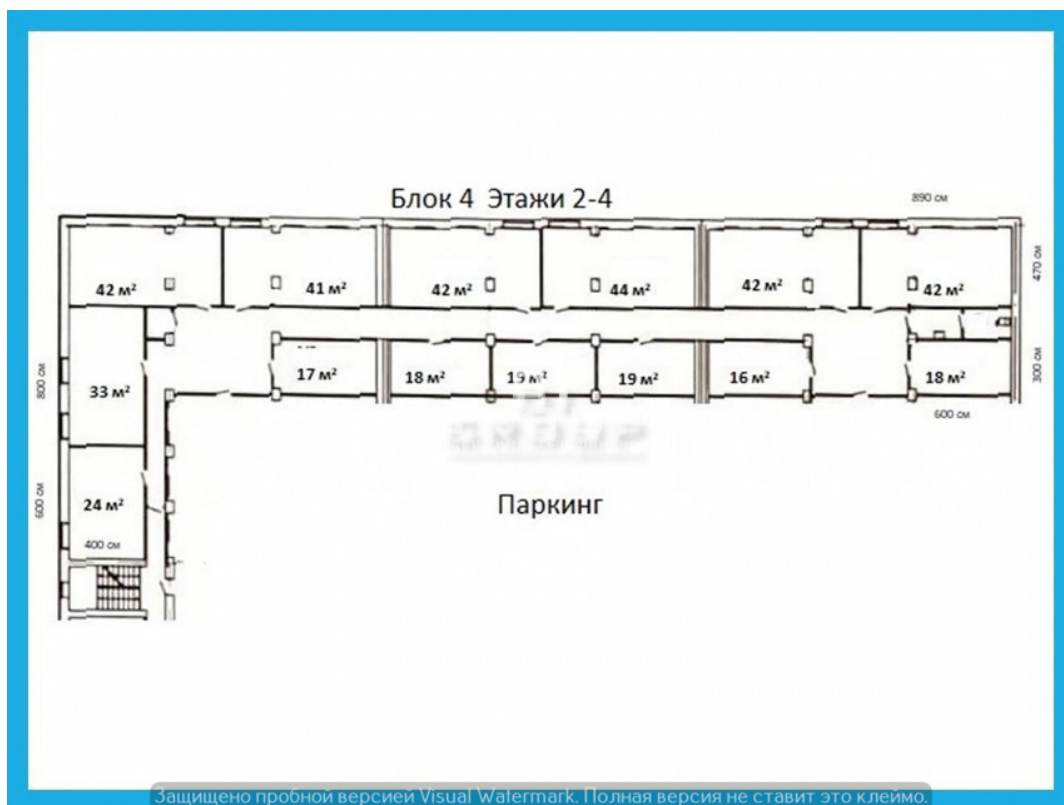 Блок 4 Этажи 2-4
890 см
42 м²
41 м²
42 м²
44 м²
42 м²
42 м²
470 см
33 м²
17 м²
18 м²
19 м²
19 м²
16 м²
18 м²
300 см
800 см
600 см
24 м²
600 см
400 см
Паркинг
Защищено пробной версией Visual Watermark. Полная версия не ставит это клеймо.